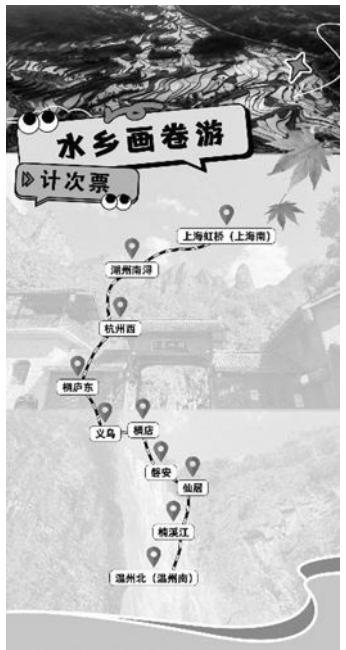 水乡画卷游
计次票
上海虹桥（上海南）
湖州南浔
杭州西
桐庐东
义乌
横店
磐安
仙居
楠溪江
温州北（温州南）